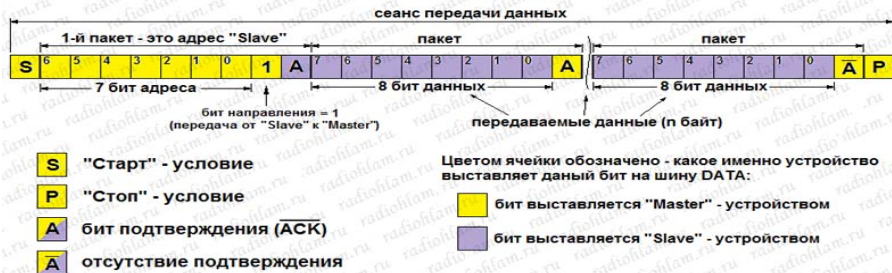 сеанс передачи данных
1-й пакет - это адрес "Slave" пакет пакет
S 6 5 4 3 2 1 0 1 A 7 6 5 4 3 2 1 0 A 7 6 5 4 3 2 1 0 A̅ P
7 бит адреса 8 бит данных 8 бит данных
бит направления = 1
(передача от "Slave" к "Master")
передаваемые данные (n байт)
S "Старт" - условие
P "Стоп" - условие
A бит подтверждения (A̅C̅K̅)
A̅ отсутствие подтверждения
Цветом ячейки обозначено - какое именно устройство
выставляет даный бит на шину DATA:
бит выставляется "Master" - устройством
бит выставляется "Slave" - устройством
radiohlam.ru